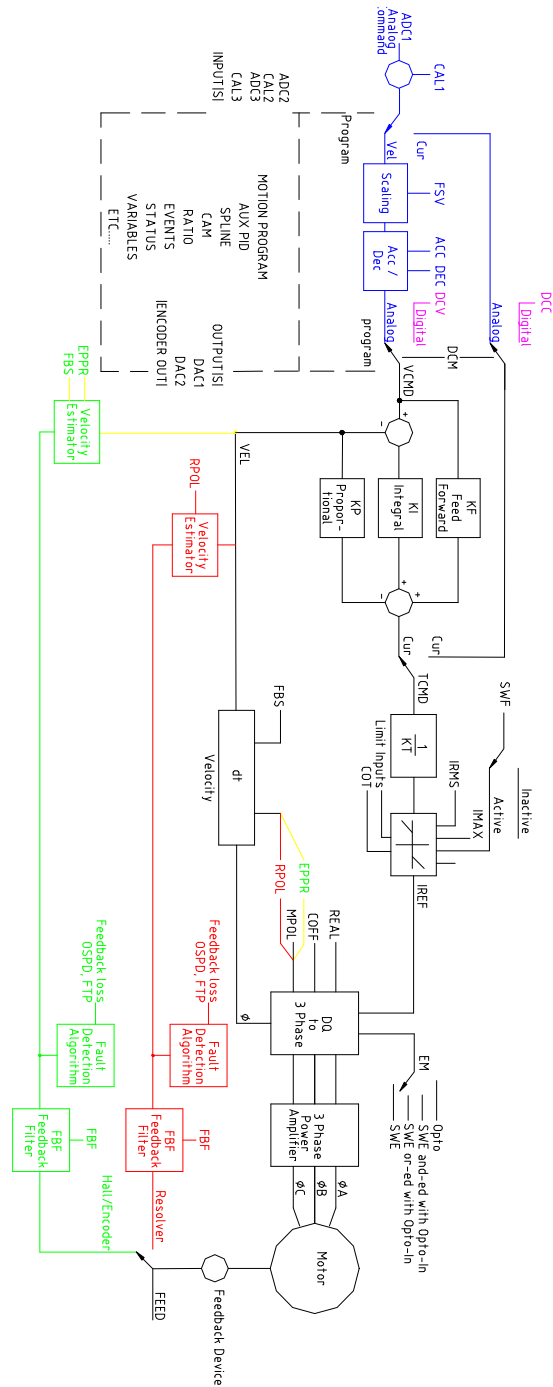 DCC
Digital
Analog
Cur
ADC1
Analog
ommand
CAL1
Vel
Program
Scaling
FSV
Acc /
Dec
ACC
DEC
DCV
Digital
Analog
program
DCM
VCMD
+
-
KF
Feed
Forward
KI
Integral
KP
Propor-
tional
+
+
-
Cur
Cur
TCMD
1
KT
SWF
Inactive
Active
IRMS
IMAX
Limit Inputs
COT
IREF
ADC2
CAL2
ADC3
CAL3
INPUT(S)
MOTION PROGRAM
AUX PID
SPLINE
CAM
RATIO
EVENTS
STATUS
VARIABLES
ETC.....
OUTPUT(S)
DAC1
DAC2
(ENCODER OUT)
EPPR
FBS
Velocity
Estimator
VEL
RPOL
Velocity
Estimator
FBS
dt
Velocity
EPPR
RPOL
REAL
COFF
MPOL
Ø
DQ
to
3 Phase
EM
Opto
SWE and-ed with Opto-In
SWE or-ed with Opto-In
SWE
3 Phase
Power
Amplifier
ØA
ØB
ØC
Motor
Feedback loss
OSPD, FTP
Fault
Detection
Algorithm
FBF
FBF
Feedback
Filter
Resolver
Feedback loss
OSPD, FTP
Fault
Detection
Algorithm
FBF
FBF
Feedback
Filter
Hall/Encoder
FEED
Feedback Device